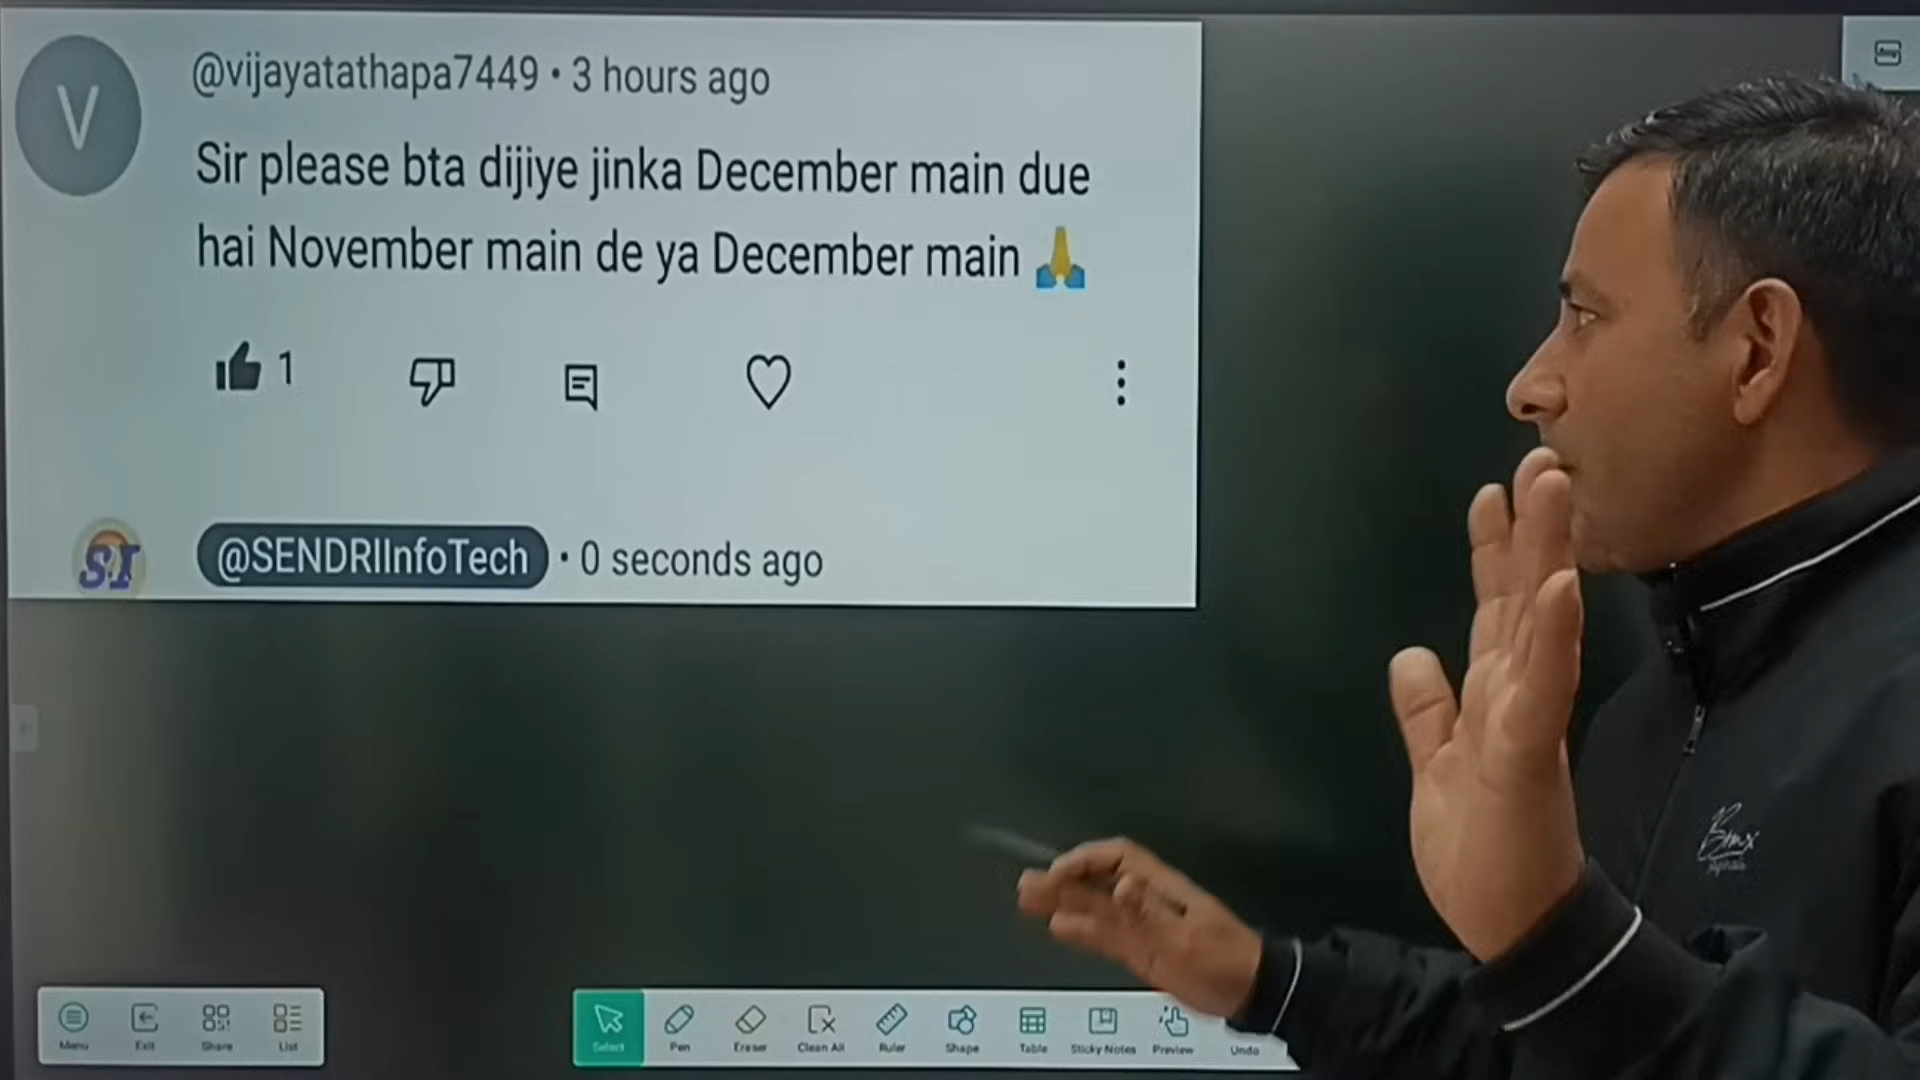 V
@vijayatathapa7449 • 3 hours ago
Sir please bta dijiye jinka December main due
hai November main de ya December main 🙏
1
SI
@SENDRIInfoTech • 0 seconds ago
Menu Exit Share List
Select Pen Eraser Clean All Ruler Shape Table Sticky Notes Preview Undo